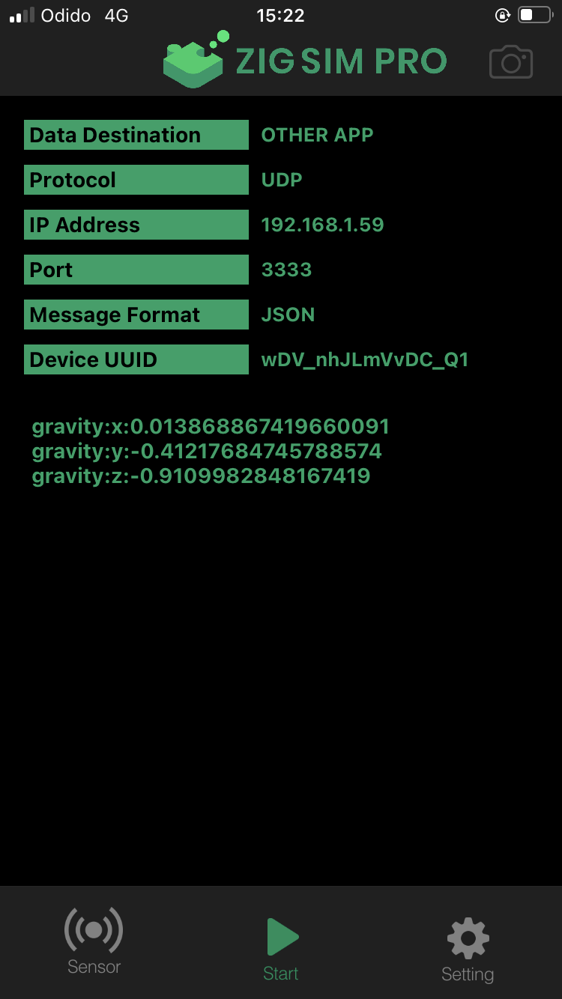 Odido 4G 15:22
ZIG SIM PRO
Data Destination OTHER APP
Protocol UDP
IP Address 192.168.1.59
Port 3333
Message Format JSON
Device UUID wDV_nhJLmVvDC_Q1
gravity:x:0.013868867419660091
gravity:y:-0.41217684745788574
gravity:z:-0.9109982848167419
Sensor Start Setting